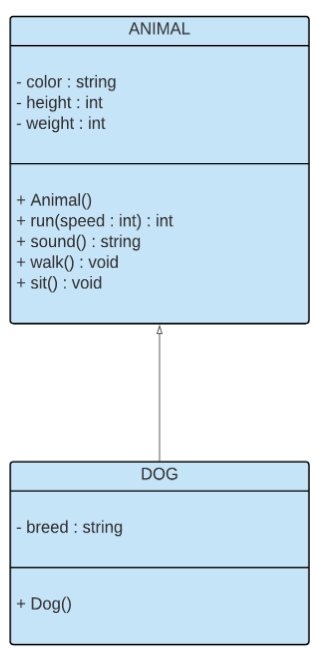 ANIMAL
- color : string
- height : int
- weight : int
+ Animal()
+ run(speed : int) : int
+ sound() : string
+ walk() : void
+ sit() : void
DOG
- breed : string
+ Dog()